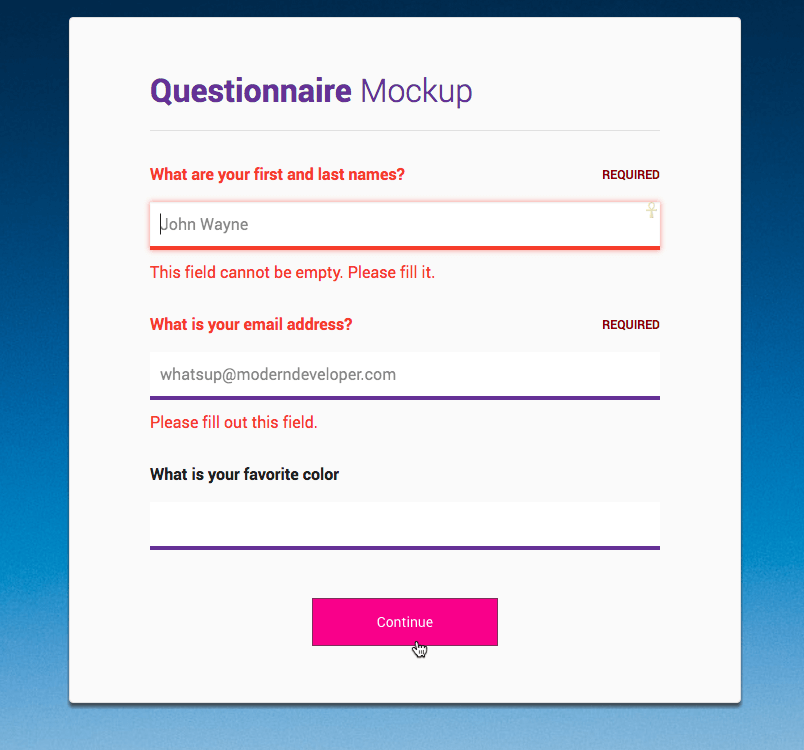 Questionnaire Mockup
What are your first and last names? REQUIRED
John Wayne
This field cannot be empty. Please fill it.
What is your email address? REQUIRED
whatsup@moderndeveloper.com
Please fill out this field.
What is your favorite color
Continue